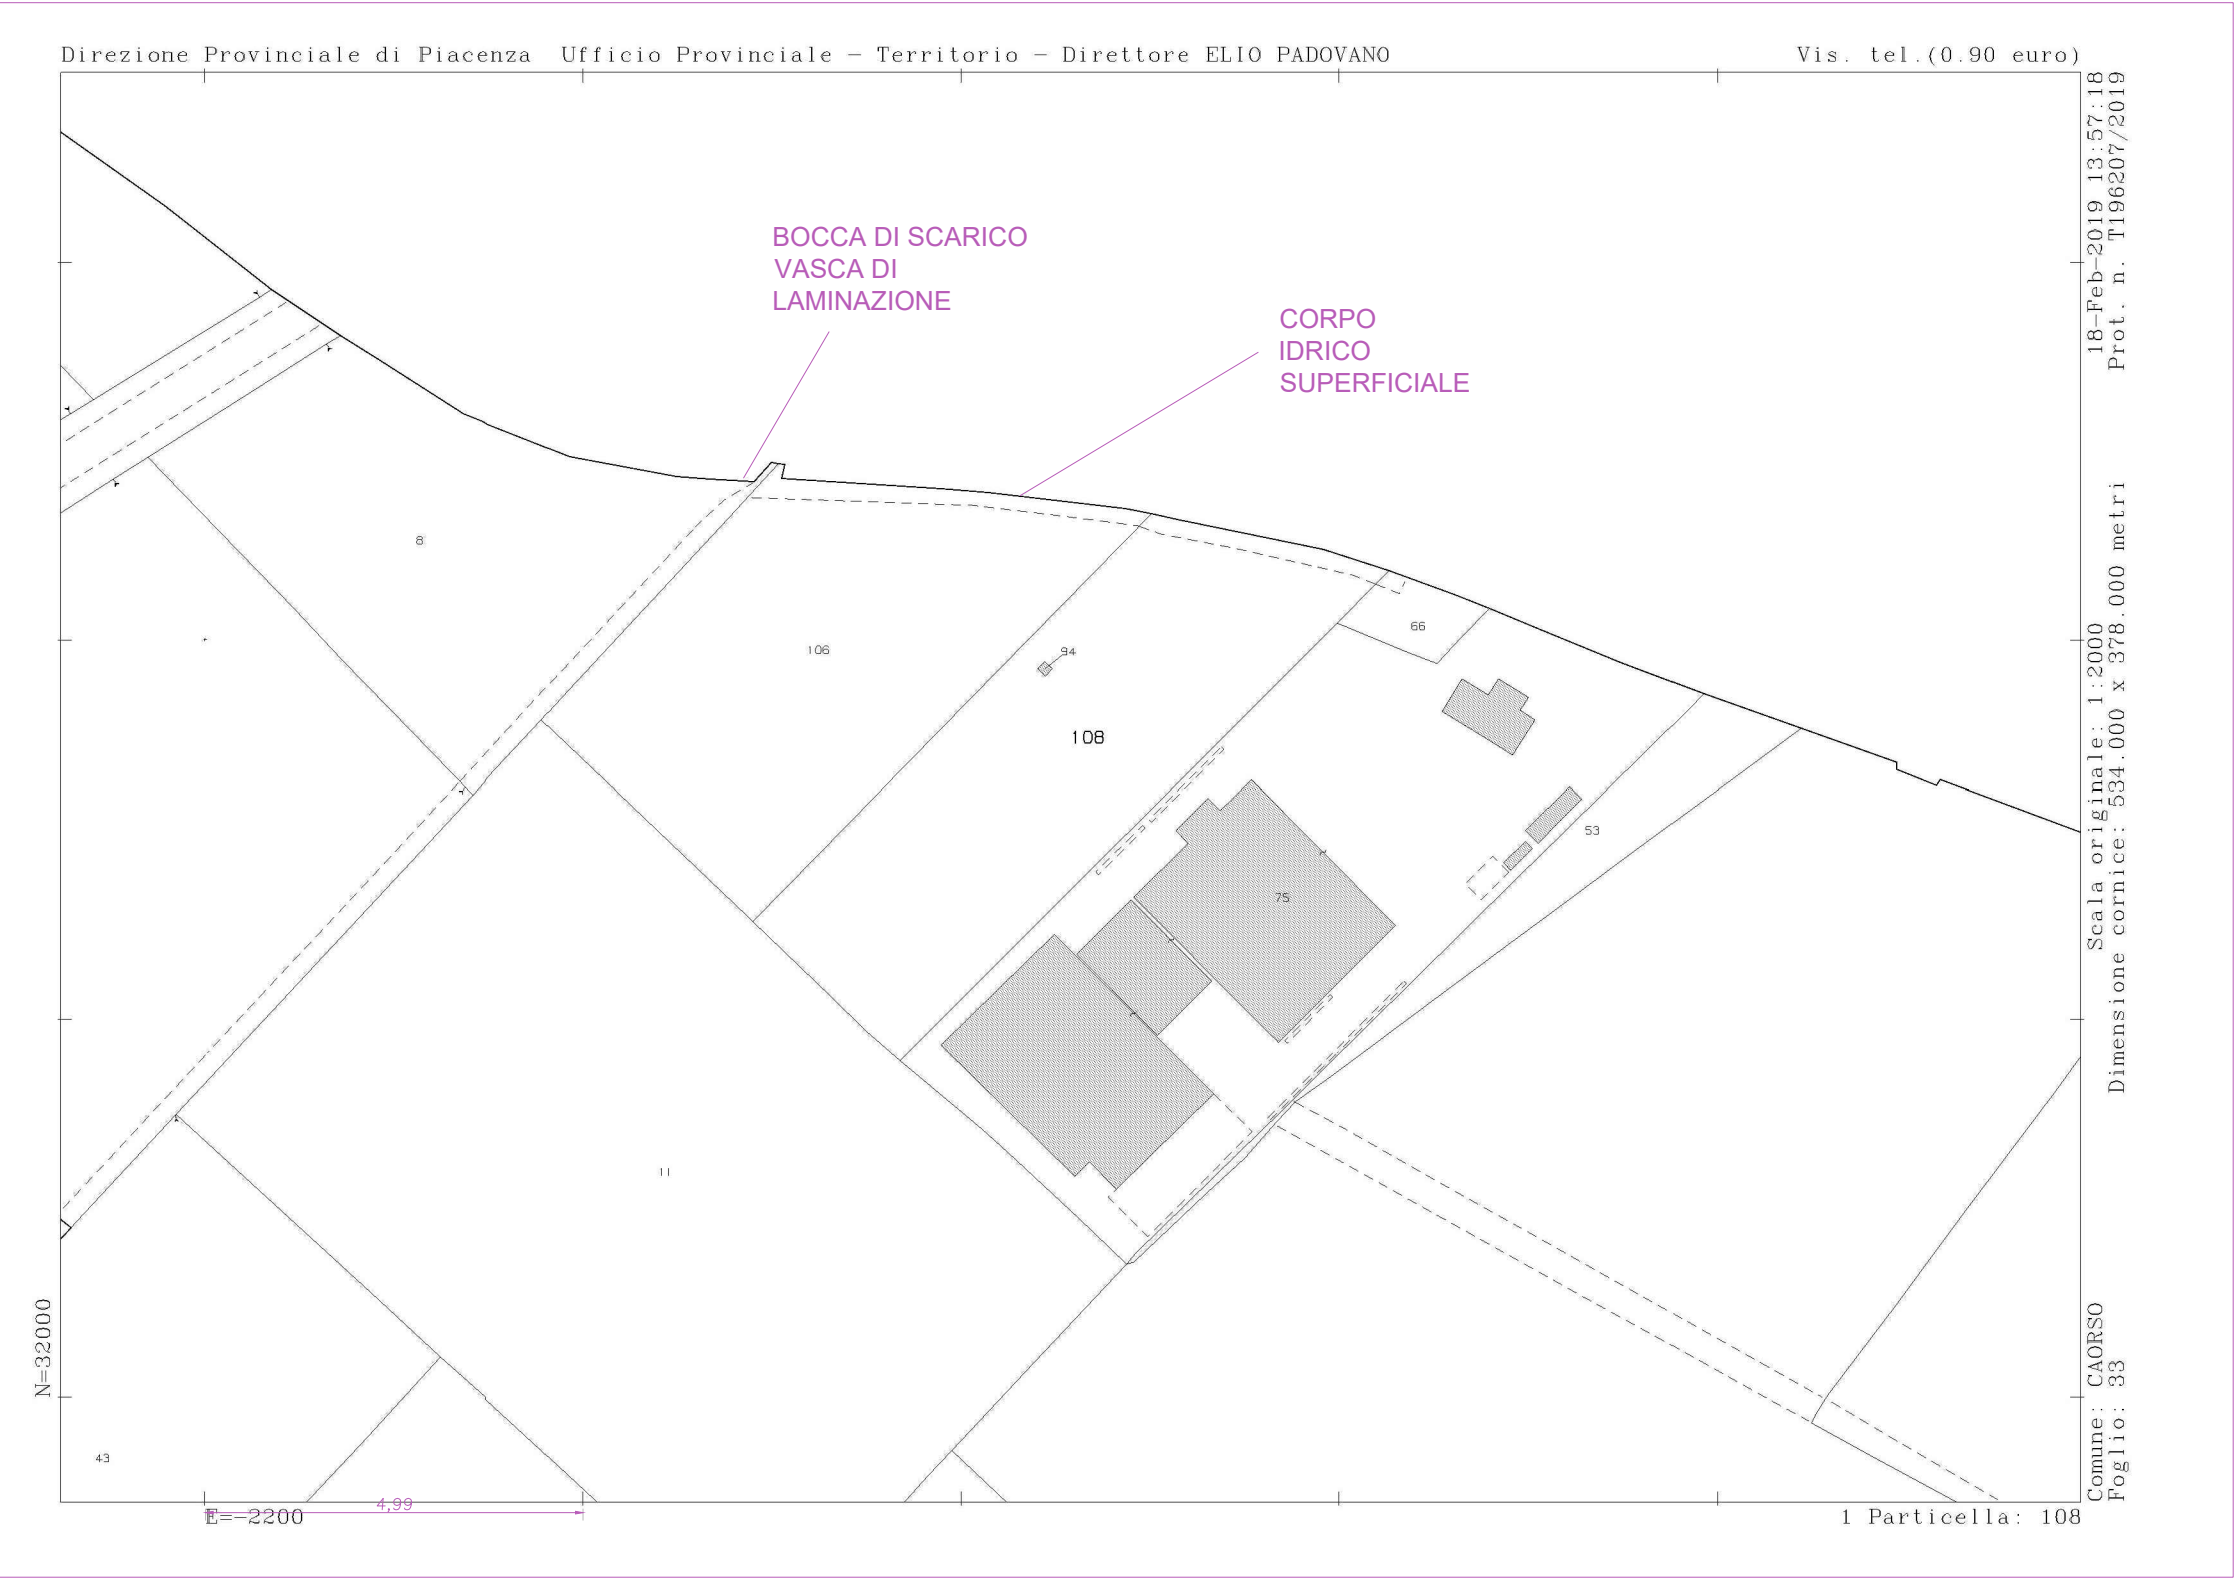 Direzione Provinciale di Piacenza Ufficio Provinciale - Territorio - Direttore ELIO PADOVANO
Vis. tel.(0.90 euro)
18-Feb-2019 13:57:18
Prot. n. T196207/2019
BOCCA DI SCARICO
VASCA DI
LAMINAZIONE
CORPO
IDRICO
SUPERFICIALE
Scala originale: 1:2000
Dimensione cornice: 534.000 x 378.000 metri
8
106
94
66
108
53
75
11
43
N=32000
Comune: CAORSO
Foglio: 33
4,99
E=-2200
1 Particella: 108